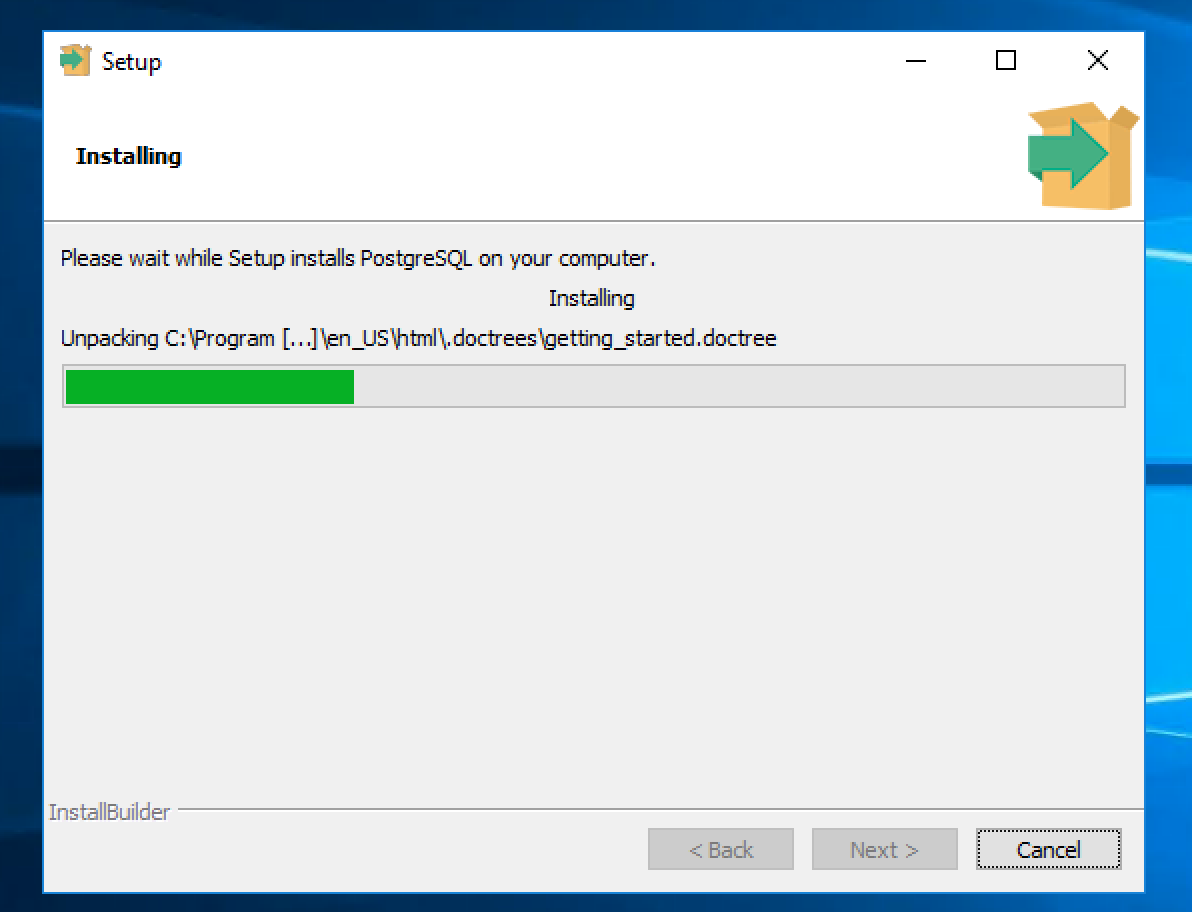 Setup
Installing
Please wait while Setup installs PostgreSQL on your computer.
Installing
Unpacking C:\Program [...]\en_US\html\.doctrees\getting_started.doctree
InstallBuilder
< Back
Next >
Cancel